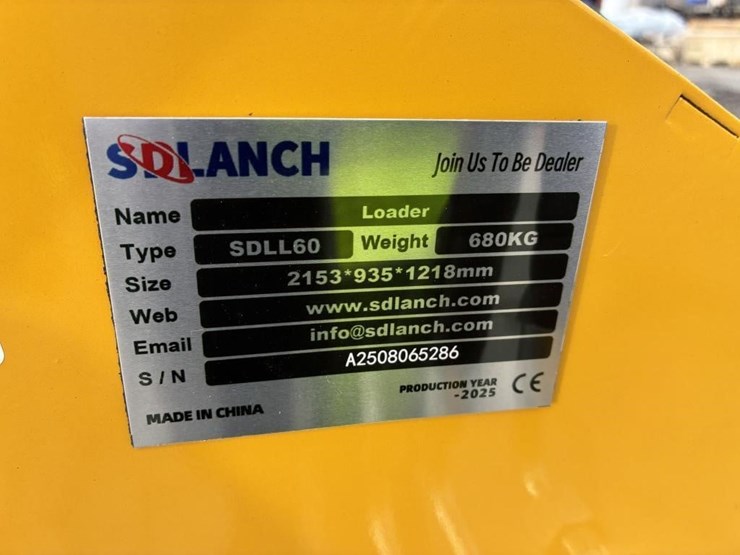 SDLANCH Join Us To Be Dealer
Name Loader
Type SDLL60 Weight 680KG
Size 2153*935*1218mm
Web www.sdlanch.com
Email info@sdlanch.com
S / N A2508065286
MADE IN CHINA PRODUCTION YEAR -2025 CE